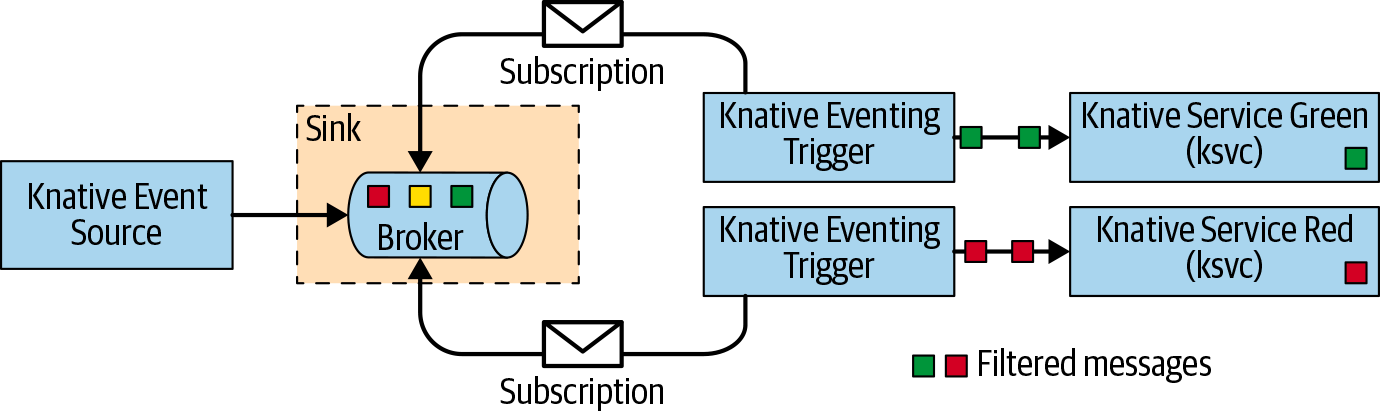 Subscription
Sink
Knative Event
Source
Broker
Knative Eventing
Trigger
Knative Service Green
(ksvc)
Knative Eventing
Trigger
Knative Service Red
(ksvc)
Subscription
Filtered messages